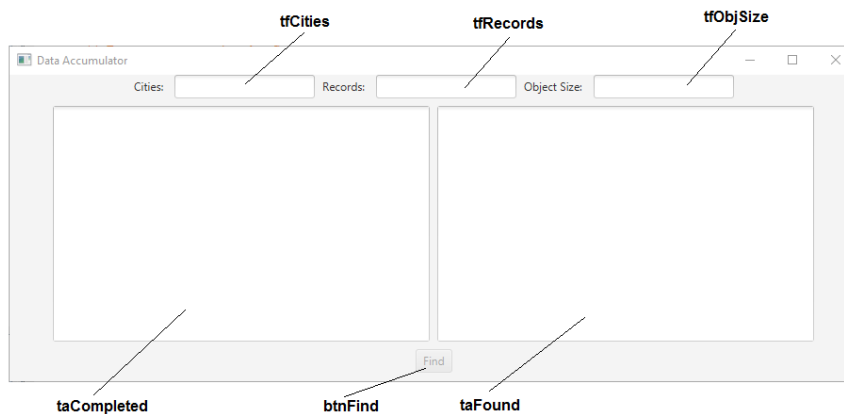 tfCities tfRecords tfObjSize
Data Accumulator
Cities: Records: Object Size:
Find
taCompleted btnFind taFound